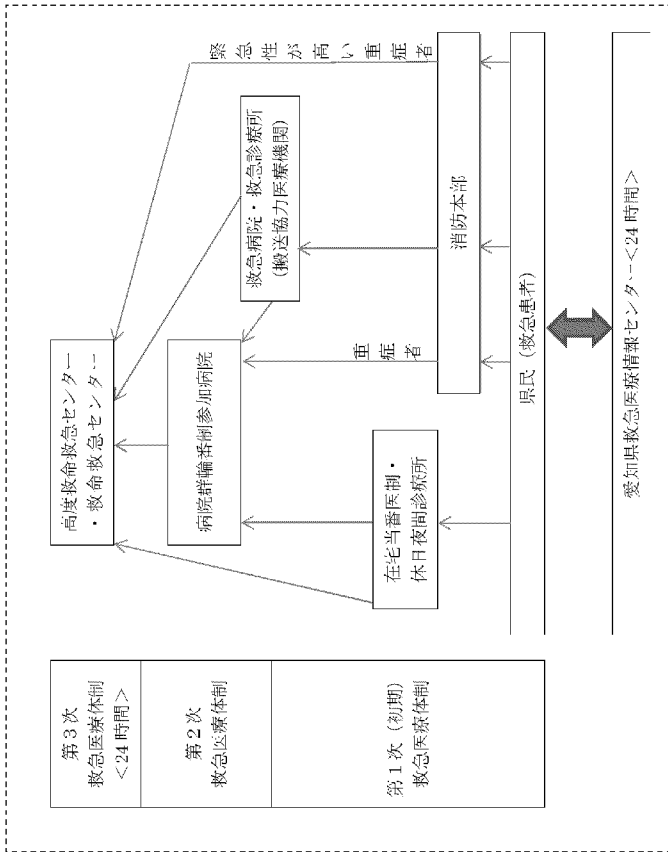 第３次
救急医療体制
＜24時間＞
高度救命救急センター
・救命救急センター
緊急性が高い重症者
第２次
救急医療体制
病院群輪番制参加病院
救急病院・救急診療所
(搬送協力医療機関)
第１次（初期）
救急医療体制
在宅当番医制・
休日夜間診療所
重症者
消防本部
県民（救急患者）
愛知県救急医療情報センター＜24時間＞